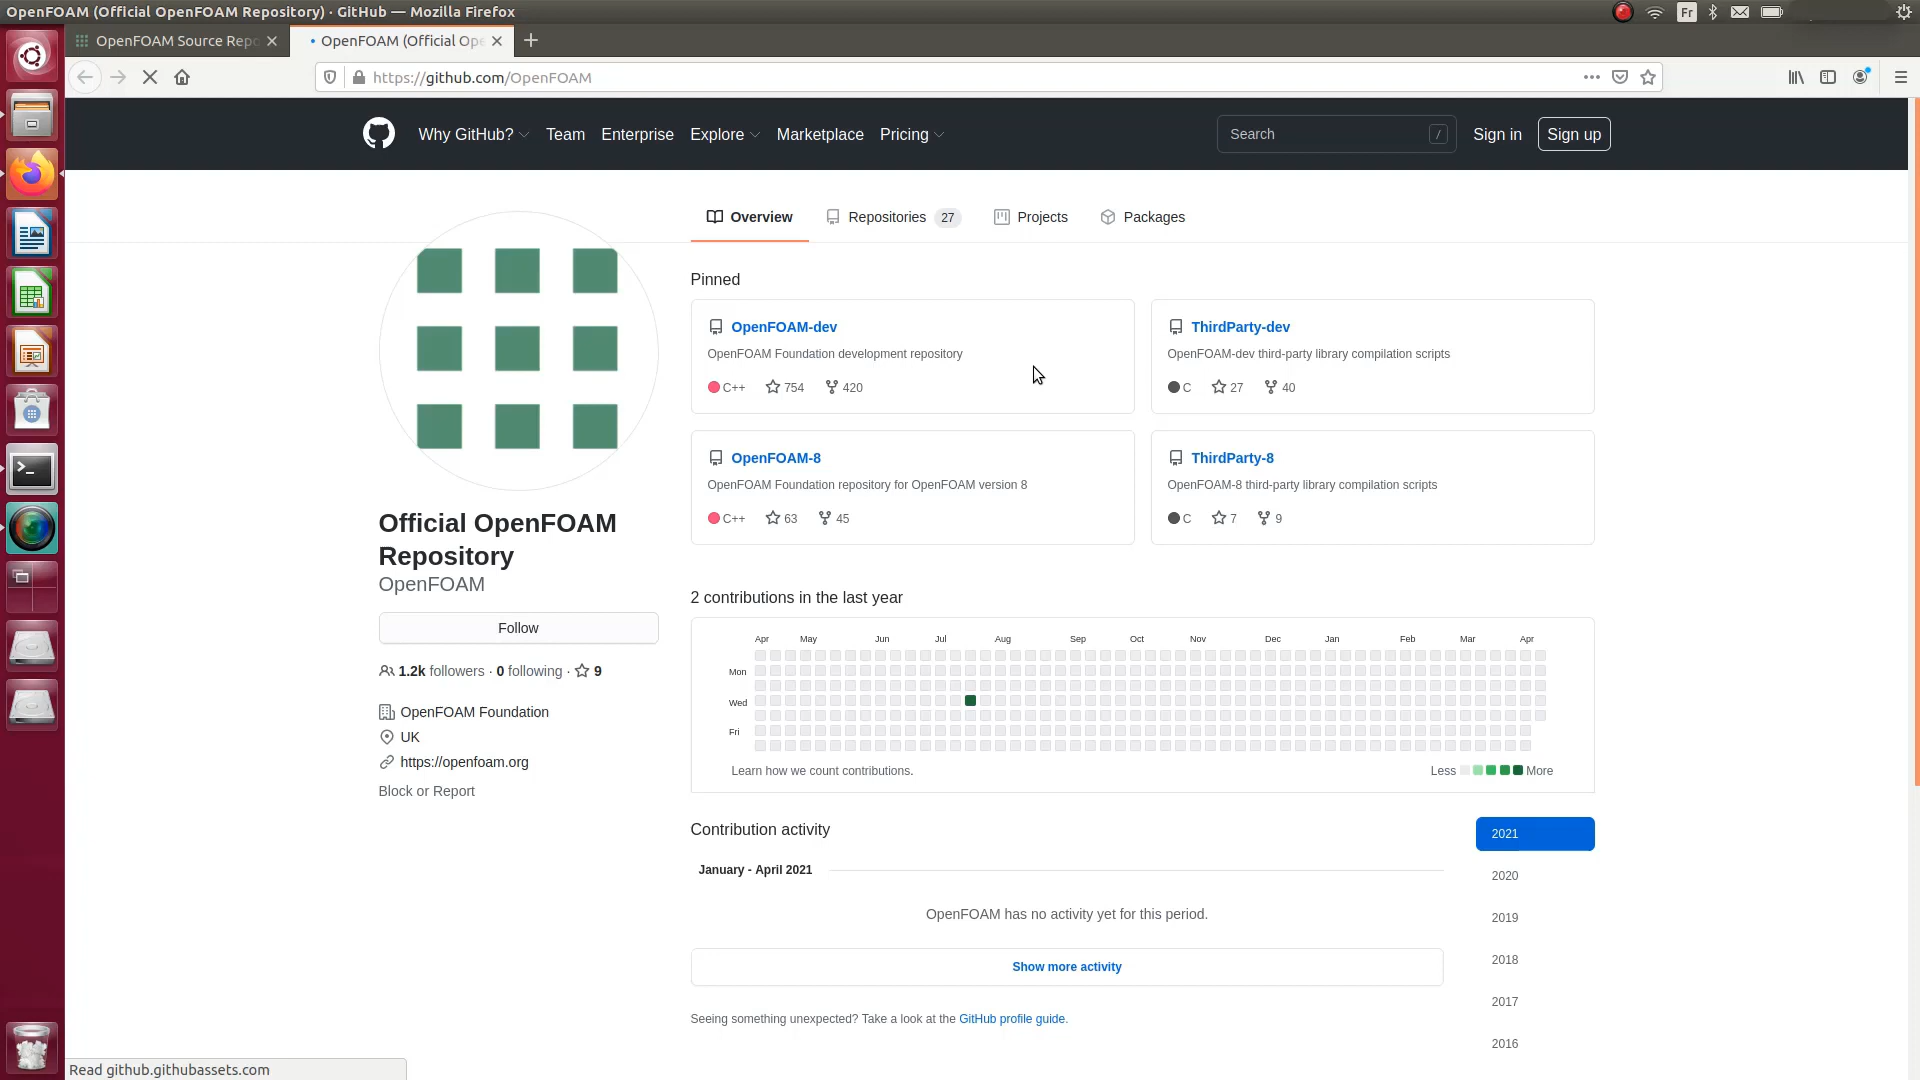 OpenFOAM (Official OpenFOAM Repository) · GitHub — Mozilla Firefox
Fr
OpenFOAM Source Repo
OpenFOAM (Official Ope
https://github.com/OpenFOAM
Why GitHub?
Team
Enterprise
Explore
Marketplace
Pricing
Search
/
Sign in
Sign up
Overview
Repositories 27
Projects
Packages
Official OpenFOAM
Repository
OpenFOAM
Follow
1.2k followers · 0 following · 9
OpenFOAM Foundation
UK
https://openfoam.org
Block or Report
Pinned
OpenFOAM-dev
OpenFOAM Foundation development repository
C++ 754 420
ThirdParty-dev
OpenFOAM-dev third-party library compilation scripts
C 27 40
OpenFOAM-8
OpenFOAM Foundation repository for OpenFOAM version 8
C++ 63 45
ThirdParty-8
OpenFOAM-8 third-party library compilation scripts
C 7 9
2 contributions in the last year
Apr May Jun Jul Aug Sep Oct Nov Dec Jan Feb Mar Apr
Mon
Wed
Fri
Learn how we count contributions.
Less More
Contribution activity
2021
2020
2019
2018
2017
2016
January - April 2021
OpenFOAM has no activity yet for this period.
Show more activity
Seeing something unexpected? Take a look at the GitHub profile guide.
Read github.githubassets.com